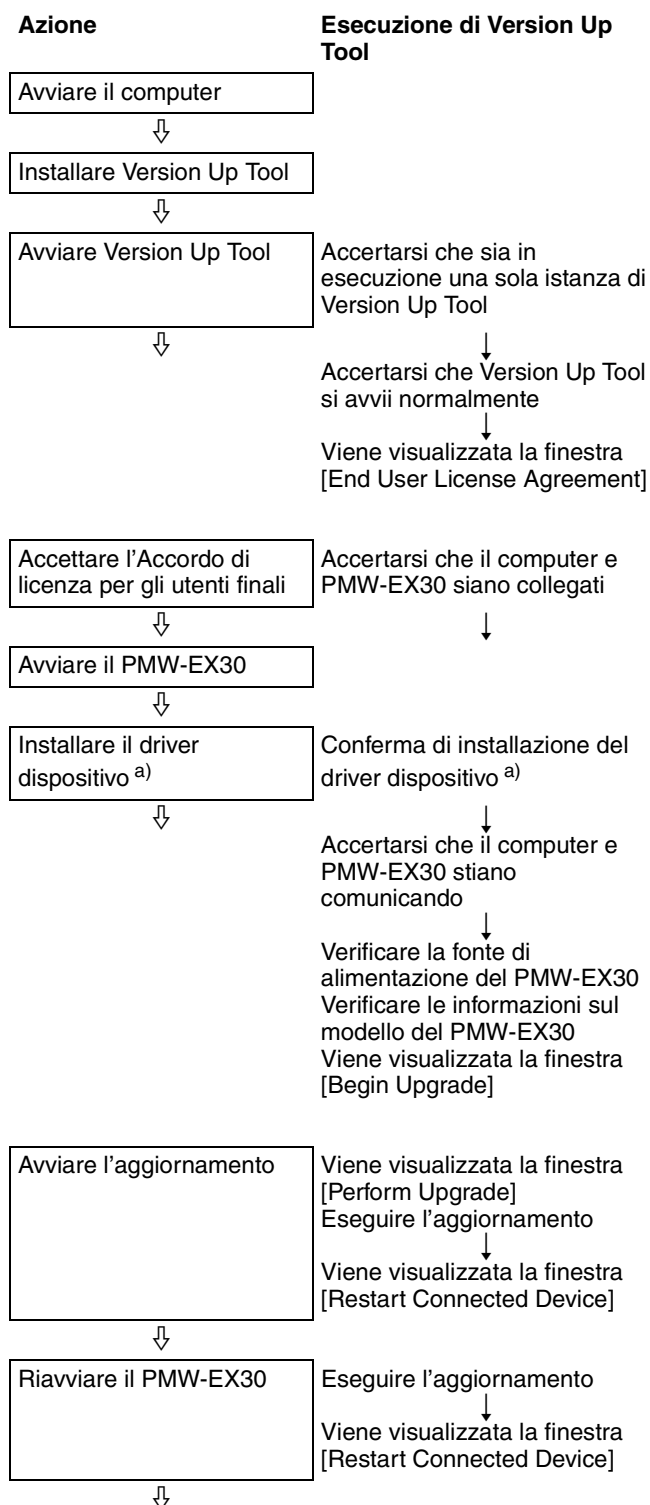 Azione
Esecuzione di Version Up
Tool
Avviare il computer
Installare Version Up Tool
Avviare Version Up Tool
Accertarsi che sia in
esecuzione una sola istanza di
Version Up Tool
Accertarsi che Version Up Tool
si avvii normalmente
Viene visualizzata la finestra
[End User License Agreement]
Accettare l'Accordo di
licenza per gli utenti finali
Accertarsi che il computer e
PMW-EX30 siano collegati
Avviare il PMW-EX30
Installare il driver
dispositivo a)
Conferma di installazione del
driver dispositivo a)
Accertarsi che il computer e
PMW-EX30 stiano
comunicando
Verificare la fonte di
alimentazione del PMW-EX30
Verificare le informazioni sul
modello del PMW-EX30
Viene visualizzata la finestra
[Begin Upgrade]
Avviare l'aggiornamento
Viene visualizzata la finestra
[Perform Upgrade]
Eseguire l'aggiornamento
Viene visualizzata la finestra
[Restart Connected Device]
Riavviare il PMW-EX30
Eseguire l'aggiornamento
Viene visualizzata la finestra
[Restart Connected Device]